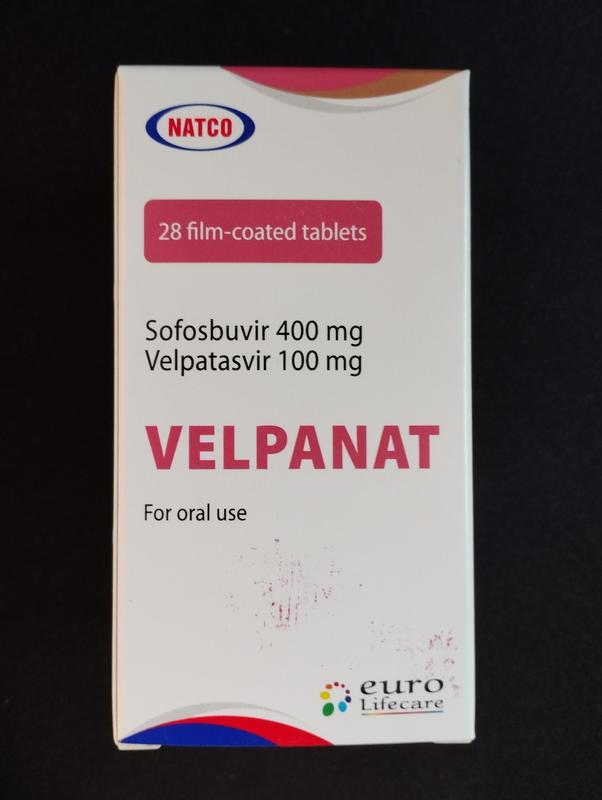 NATCO
28 film-coated tablets
Sofosbuvir 400 mg
Velpatasvir 100 mg
VELPANAT
For oral use
euro
Lifecare